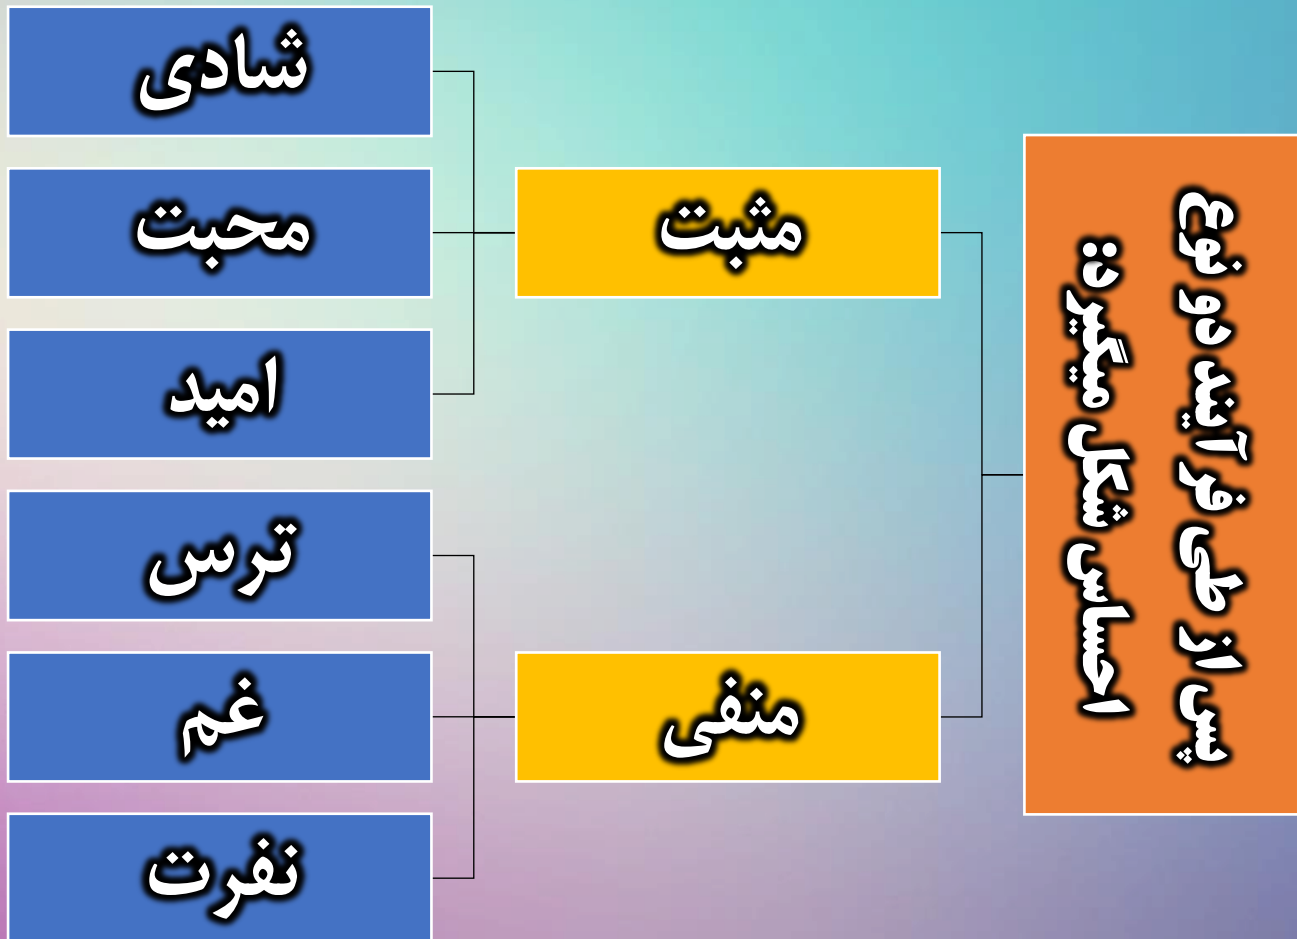 پس از طی فرآیند دو نوع
احساس شکل میگیرد:
مثبت
شادی
محبت
امید
منفی
ترس
غم
نفرت